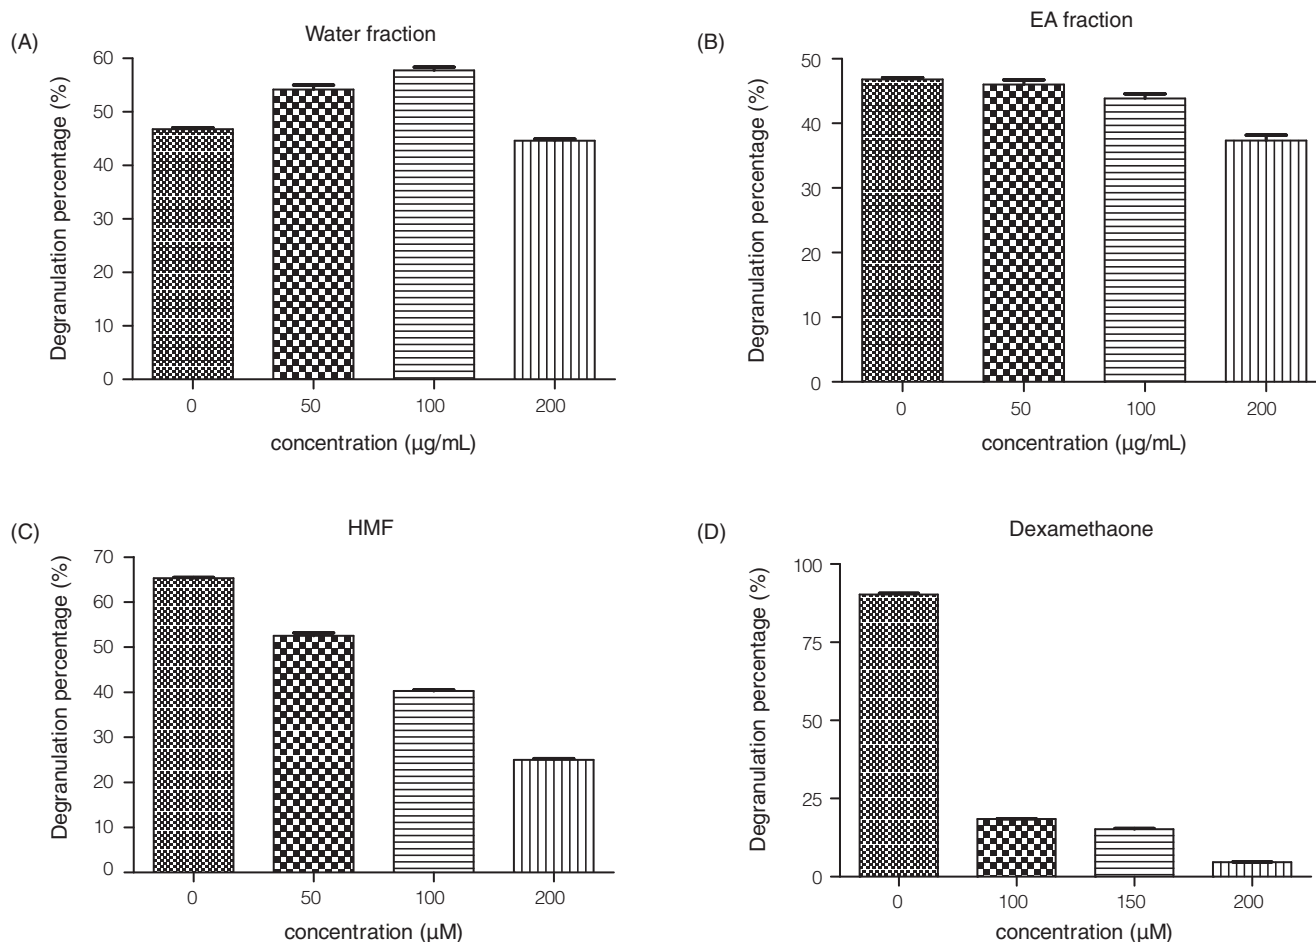 (A)
Water fraction
Degranulation percentage (%)
60
50
40
30
20
10
0
0 50 100 200
concentration (µg/mL)
(B)
EA fraction
Degranulation percentage (%)
50
40
30
20
10
0
0 50 100 200
concentration (µg/mL)
(C)
HMF
Degranulation percentage (%)
70
60
50
40
30
20
10
0
0 50 100 200
concentration (µM)
(D)
Dexamethaone
Degranulation percentage (%)
100
75
50
25
0
0 100 150 200
concentration (µM)